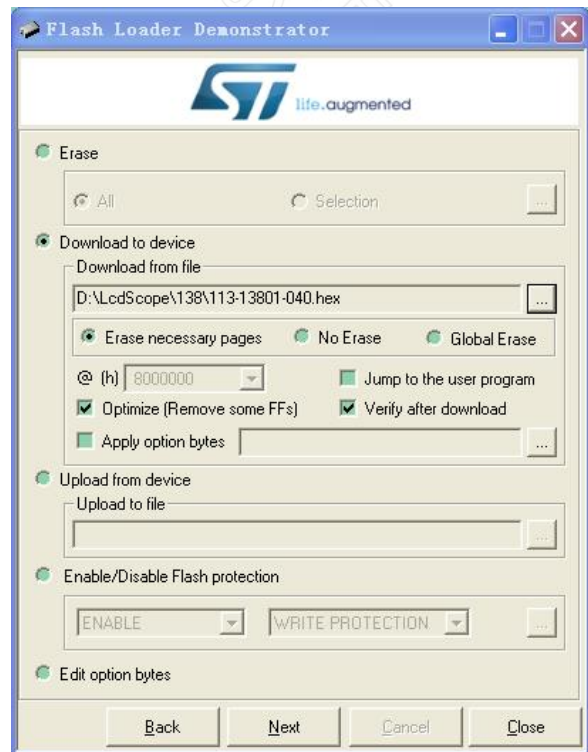 Flash Loader Demonstrator
life.augmented
Erase
All Selection ...
Download to device
Download from file
D:\LcdScope\138\113-13801-040.hex ...
Erase necessary pages No Erase Global Erase
@ (h) 8000000 Jump to the user program
Optimize (Remove some FFs) Verify after download
Apply option bytes ...
Upload from device
Upload to file
...
Enable/Disable Flash protection
ENABLE WRITE PROTECTION ...
Edit option bytes
Back Next Cancel Close